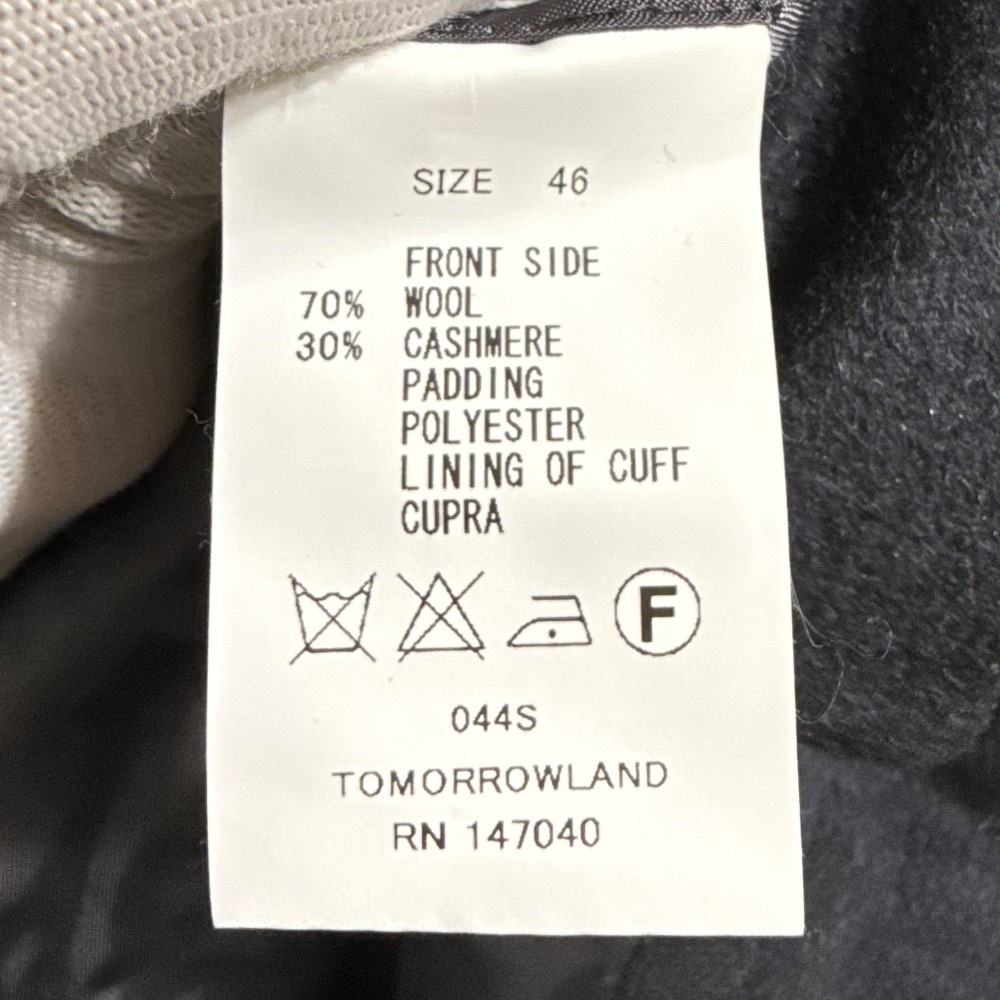 SIZE 46
FRONT SIDE
70% WOOL
30% CASHMERE
PADDING
POLYESTER
LINING OF CUFF
CUPRA
F
044S
TOMORROWLAND
RN 147040